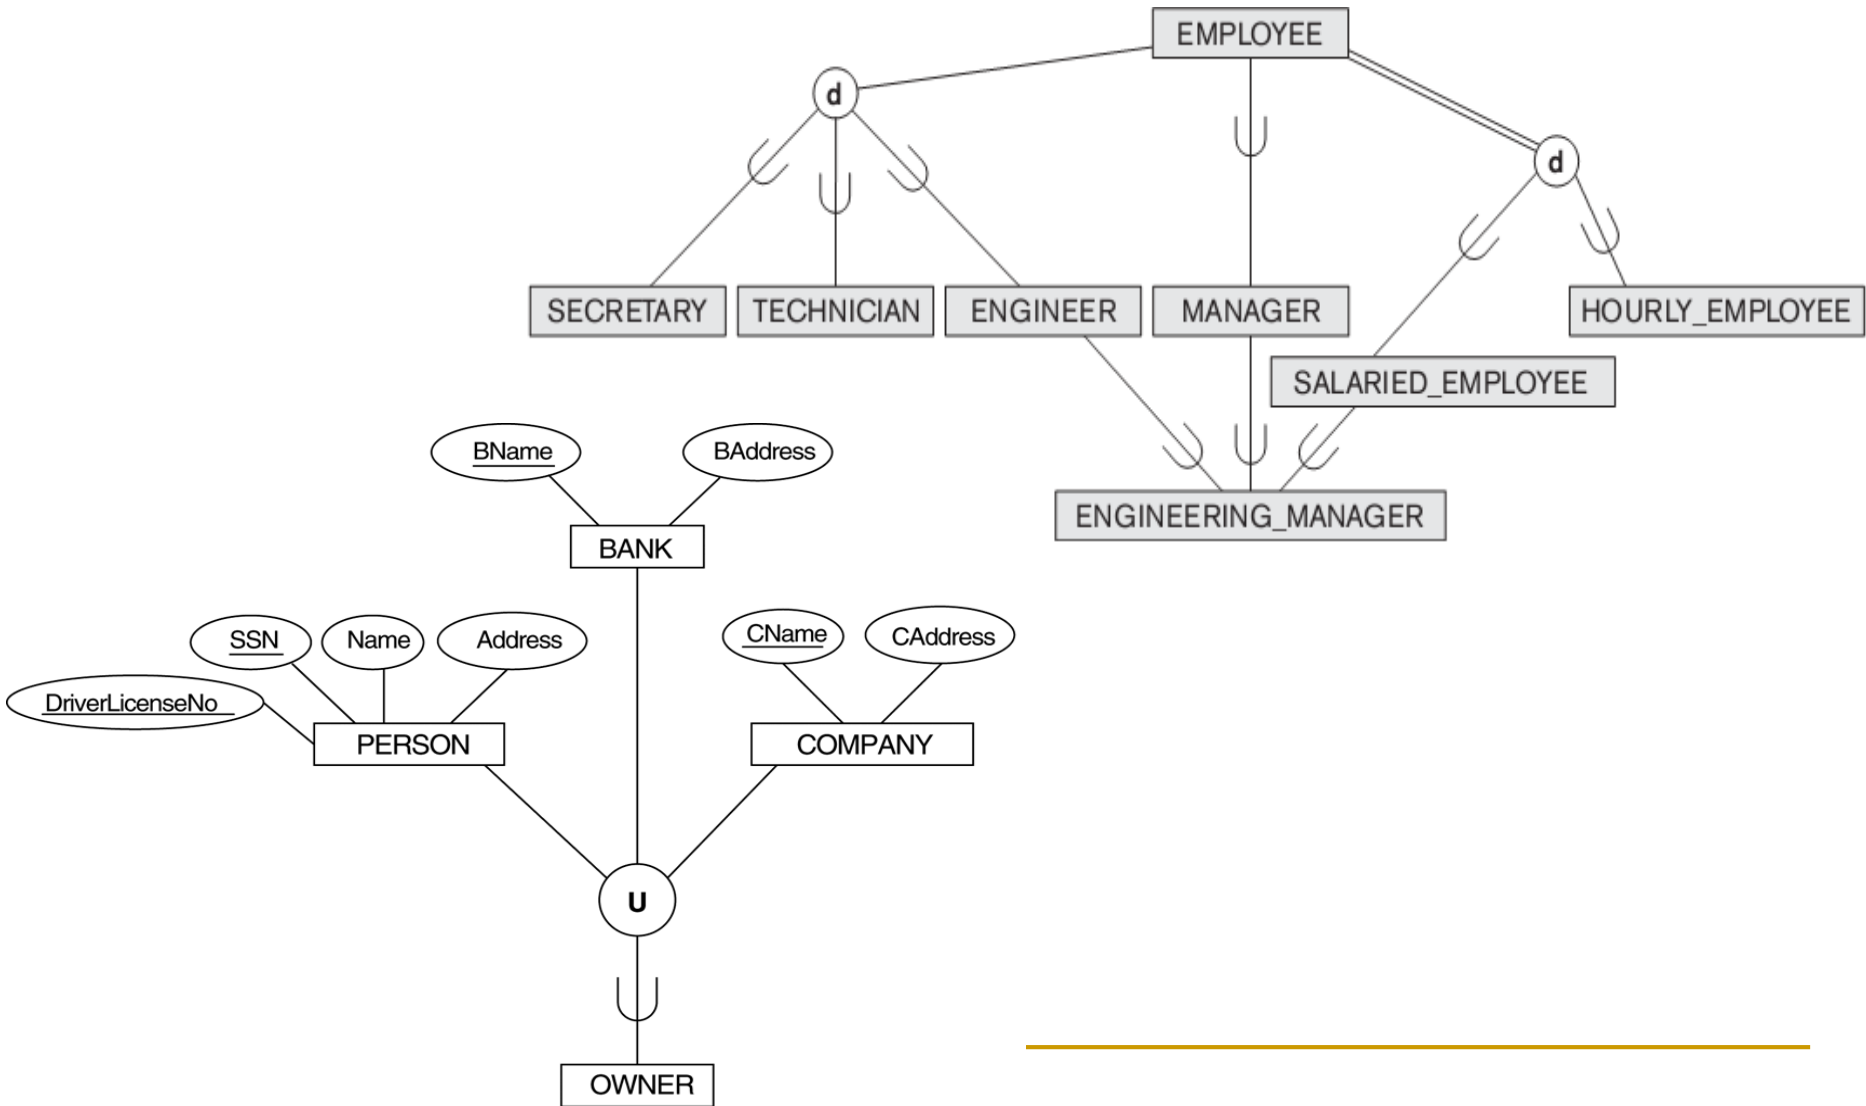 EMPLOYEE
d
d
SECRETARY
TECHNICIAN
ENGINEER
MANAGER
HOURLY_EMPLOYEE
SALARIED_EMPLOYEE
ENGINEERING_MANAGER
BName
BAddress
BANK
SSN
Name
Address
CName
CAddress
DriverLicenseNo
PERSON
COMPANY
U
OWNER